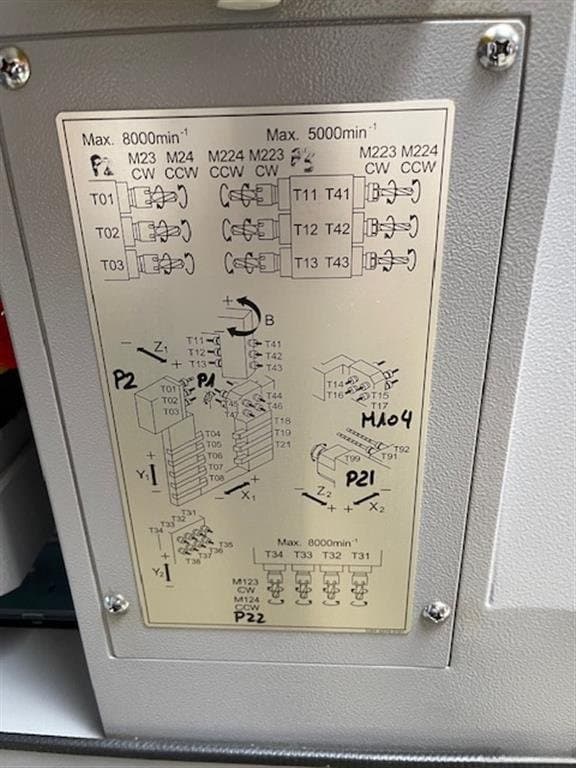 Max. 8000min⁻¹ Max. 5000min⁻¹
M23 M24 M224 M223 M223 M224
CW CCW CCW CW CW CCW
T01 T11 T41
T02 T12 T42
T03 T13 T43
+ B
− Z1 +
T11 T41
T12 T42
T13 T43
P2 P1
T01
T02
T03
T44
T45 T46
T47
T14 T15
T16 T17
M104
T18
T19
T21
T04
T05
T06
T07
T08
+ Y1 −
− X1 +
T92
T91
T99
P21
− Z2 +
− X2 +
T31
T32
T33
T34
T35
T36
T37
T38
+ Y2 −
Max. 8000min⁻¹
T34 T33 T32 T31
M123
CW
M124
CCW
P22